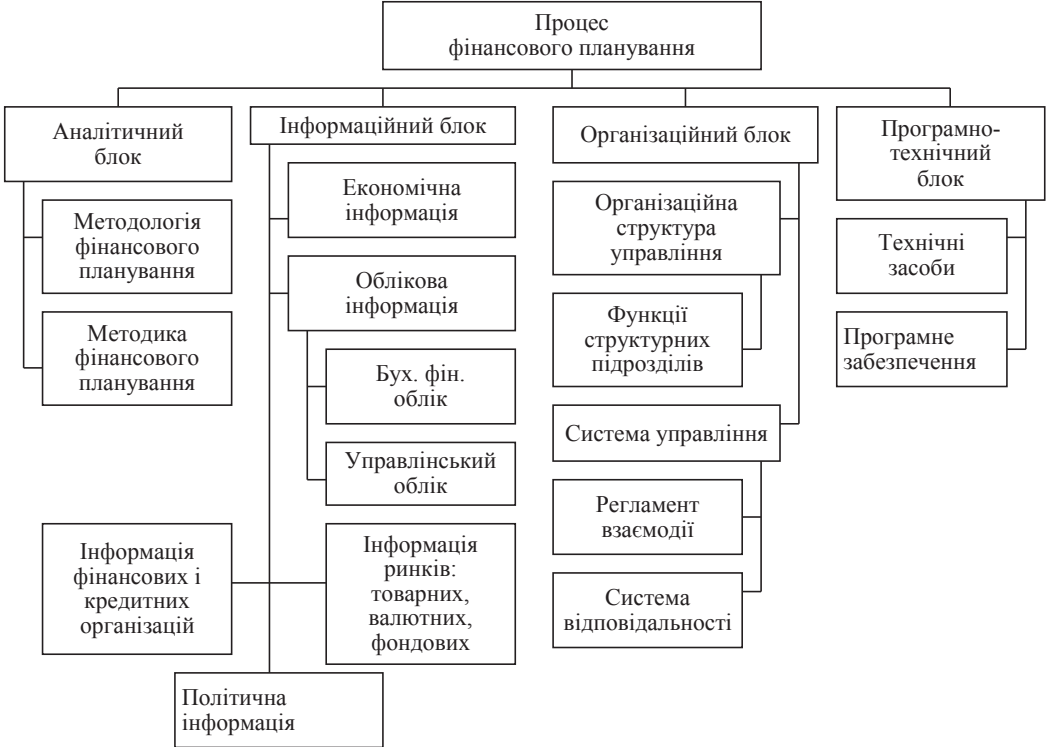 Процес
фінансового планування
Аналітичний
блок
Методологія
фінансового
планування
Методика
фінансового
планування
Інформаційний блок
Економічна
інформація
Облікова
інформація
Бух. фін.
облік
Управлінський
облік
Інформація
фінансових і
кредитних
організацій
Інформація
ринків:
товарних,
валютних,
фондових
Політична
інформація
Організаційний блок
Організаційна
структура
управління
Функції
структурних
підрозділів
Система управління
Регламент
взаємодії
Система
відповідальності
Програмно-
технічний
блок
Технічні
засоби
Програмне
забезпечення